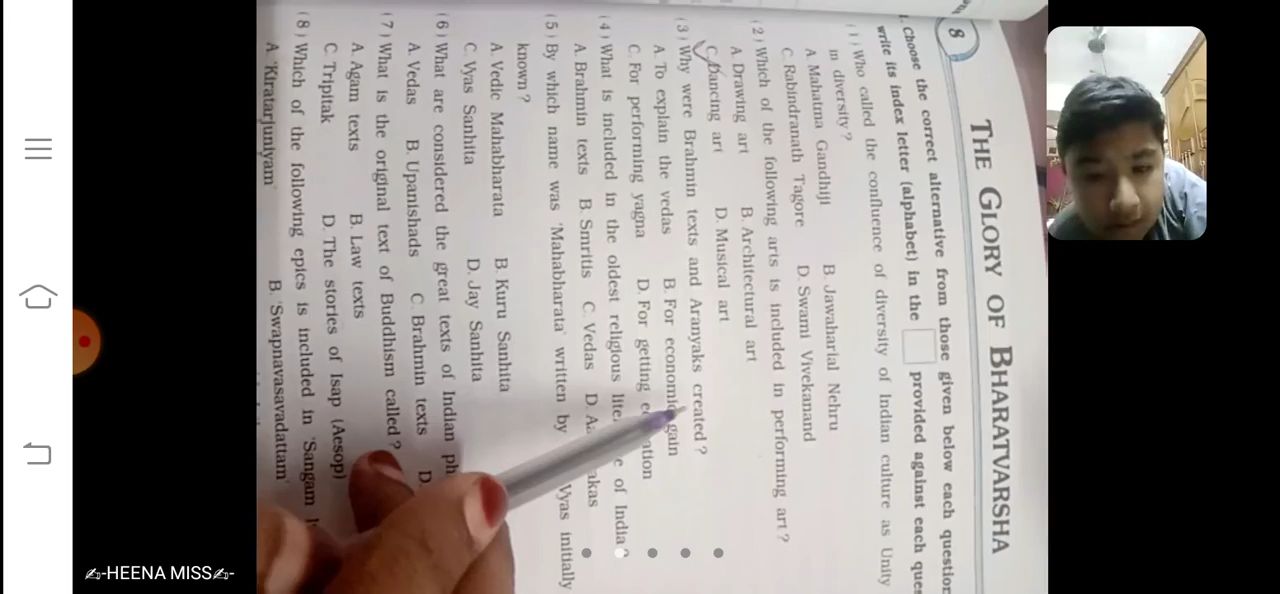 8
THE GLORY OF BHARATVARSHA
1. Choose the correct alternative from those given below each question
write its index letter (alphabet) in the provided against each ques
(1) Who called the confluence of diversity of Indian culture as Unity
in diversity?
A. Mahatma Gandhiji B. Jawaharlal Nehru
C. Rabindranath Tagore D. Swami Vivekanand
(2) Which of the following arts is included in performing art?
A. Drawing art B. Architectural art
C. Dancing art D. Musical art
(3) Why were Brahmin texts and Aranyaks created?
A. To explain the vedas B. For economic gain
C. For performing yagna D. For getting
(4) What is included in the oldest religious of India?
A. Brahmin texts B. Smritis C. Vedas D.
(5) By which name was 'Mahabharata' written by Vyas initially
known?
A. Vedic Mahabharata B. Kuru Sanhita
C. Vyas Sanhita D. Jay Sanhita
(6) What are considered the great texts of Indian
A. Vedas B. Upanishads C. Brahmin texts D.
(7) What is the original text of Buddhism called?
A. Agam texts B. Law texts
C. Tripitak D. The stories of Isap (Aesop)
(8) Which of the following epics is included in 'Sangam
A. 'Kiratarjuniyam' B. 'Swapnavasavadattam'
✍-HEENA MISS✍-